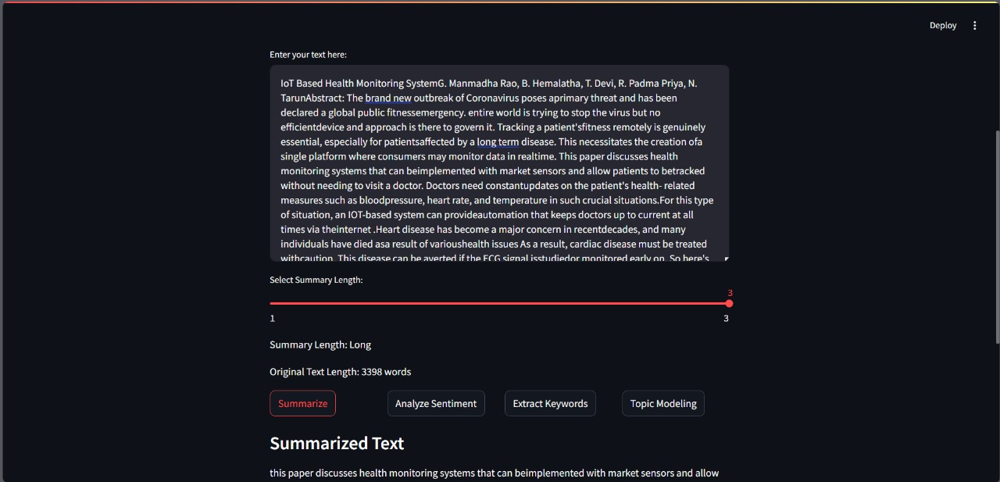 Deploy
Enter your text here:
IoT Based Health Monitoring SystemG. Manmadha Rao, B. Hemalatha, T. Devi, R. Padma Priya, N.
TarunAbstract: The brand new outbreak of Coronavirus poses aprimary threat and has been
declared a global public fitnessemergency. entire world is trying to stop the virus but no
efficientdevice and approach is there to govern it. Tracking a patient'sfitness remotely is genuinely
essential, especially for patientsaffected by a long term disease. This necessitates the creation ofa
single platform where consumers may monitor data in realtime. This paper discusses health
monitoring systems that can beimplemented with market sensors and allow patients to betracked
without needing to visit a doctor. Doctors need constantupdates on the patient's health- related
measures such as bloodpressure, heart rate, and temperature in such crucial situations.For this type
of situation, an IOT-based system can provideautomation that keeps doctors up to current at all
times via theinternet .Heart disease has become a major concern in recentdecades, and many
individuals have died asa result of varioushealth issues As a result, cardiac disease must be treated
withcaution. This disease can be averted if the ECG signal isstudiedor monitored early on. So here's
Select Summary Length:
3
1
3
Summary Length: Long
Original Text Length: 3398 words
Summarize
Analyze Sentiment
Extract Keywords
Topic Modeling
Summarized Text
this paper discusses health monitoring systems that can beimplemented with market sensors and allow